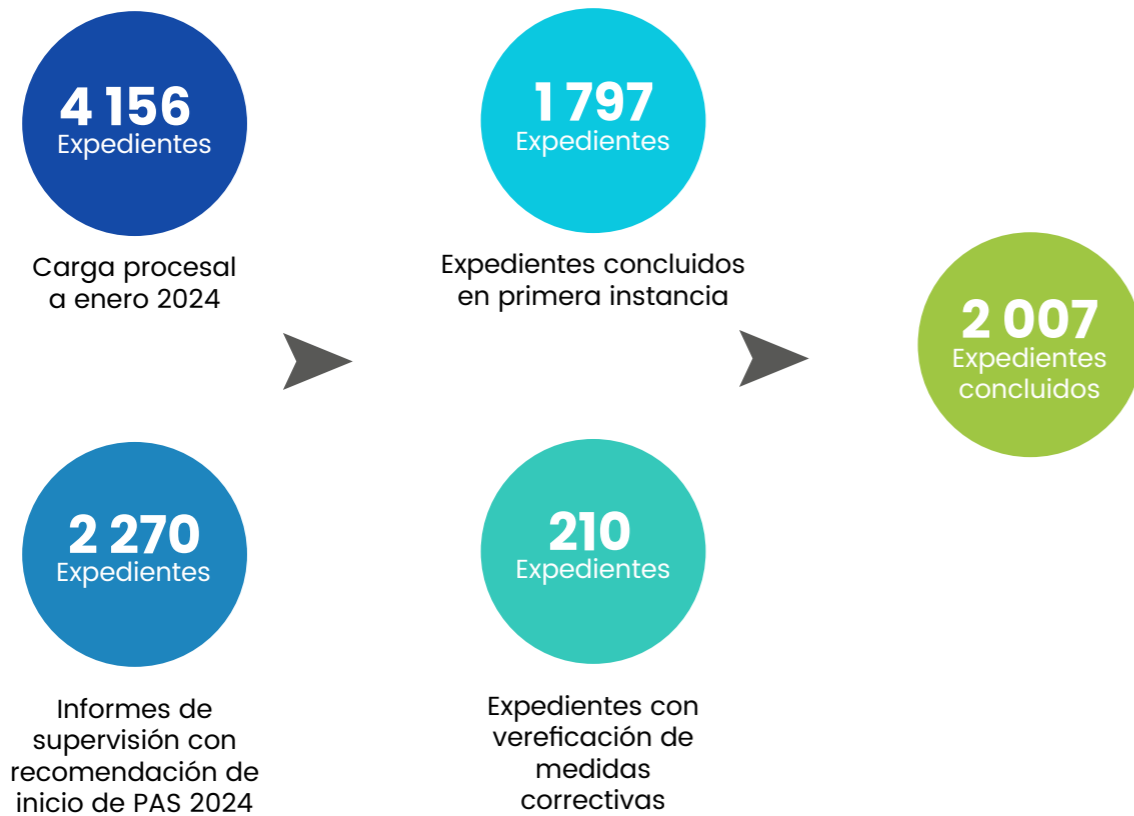 4 156
Expedientes
Carga procesal
a enero 2024
2 270
Expedientes
Informes de
supervisión con
recomendación de
inicio de PAS 2024
1 797
Expedientes
Expedientes concluidos
en primera instancia
210
Expedientes
Expedientes con
vereficación de
medidas
correctivas
2 007
Expedientes
concluidos